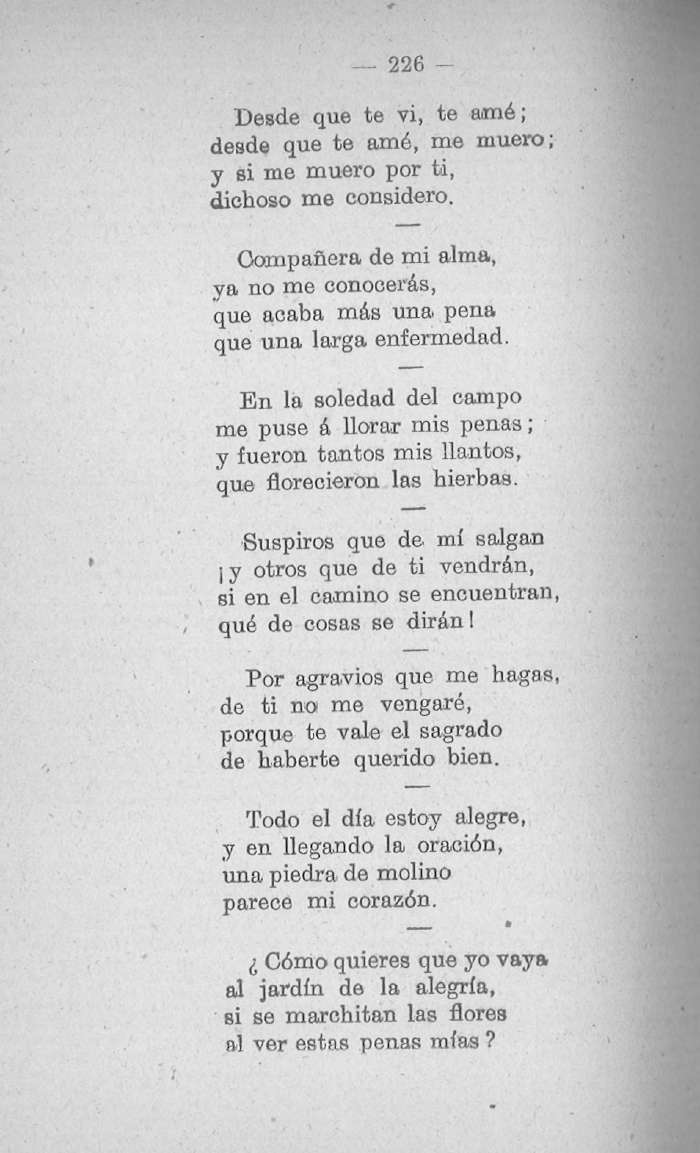 — 226 —
Desde que te vi, te amé;
desde que te amé, me muero;
y si me muero por ti,
dichoso me considero.
—
Compañera de mi alma,
ya no me conocerás,
que acaba más una pena
que una larga enfermedad.
—
En la soledad del campo
me puse á llorar mis penas;
y fueron tantos mis llantos,
que florecieron las hierbas.
—
Suspiros que de mí salgan
¡y otros que de ti vendrán,
si en el camino se encuentran,
qué de cosas se dirán!
—
Por agravios que me hagas,
de ti no me vengaré,
porque te vale el sagrado
de haberte querido bien.
—
Todo el día estoy alegre,
y en llegando la oración,
una piedra de molino
parece mi corazón.
—
¿Cómo quieres que yo vaya
al jardín de la alegría,
si se marchitan las flores
al ver estas penas mías?